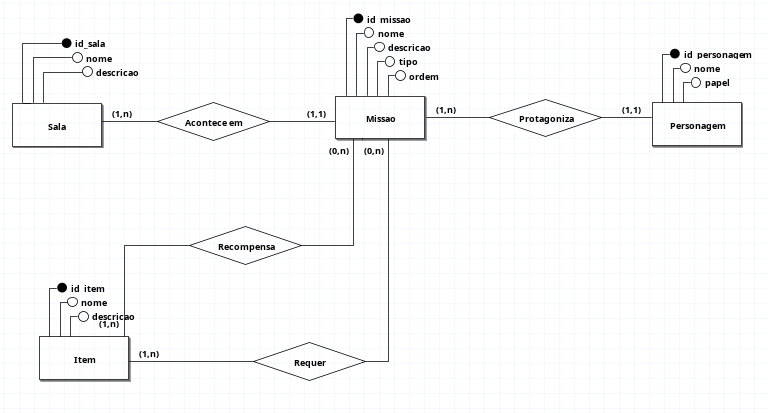 id_sala
nome
descricao
Sala
(1,n)
Acontece em
(1,1)
id_missao
nome
descricao
tipo
ordem
Missao
(1,n)
Protagoniza
(1,1)
id_personagem
nome
papel
Personagem
(0,n)
(0,n)
Recompensa
id_item
nome
descricao
(1,n)
Item
(1,n)
Requer